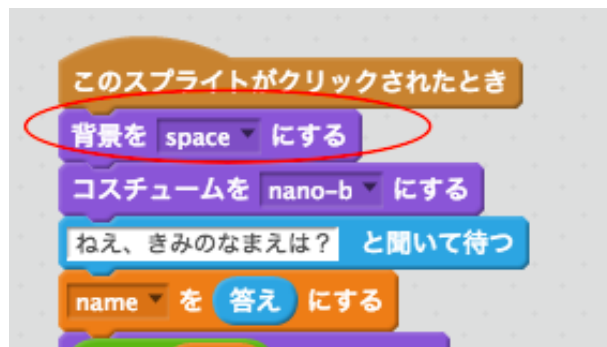 このスプライトがクリックされたとき
背景を space にする
コスチュームを nano-b にする
ねえ、きみのなまえは？ と聞いて待つ
name を 答え にする